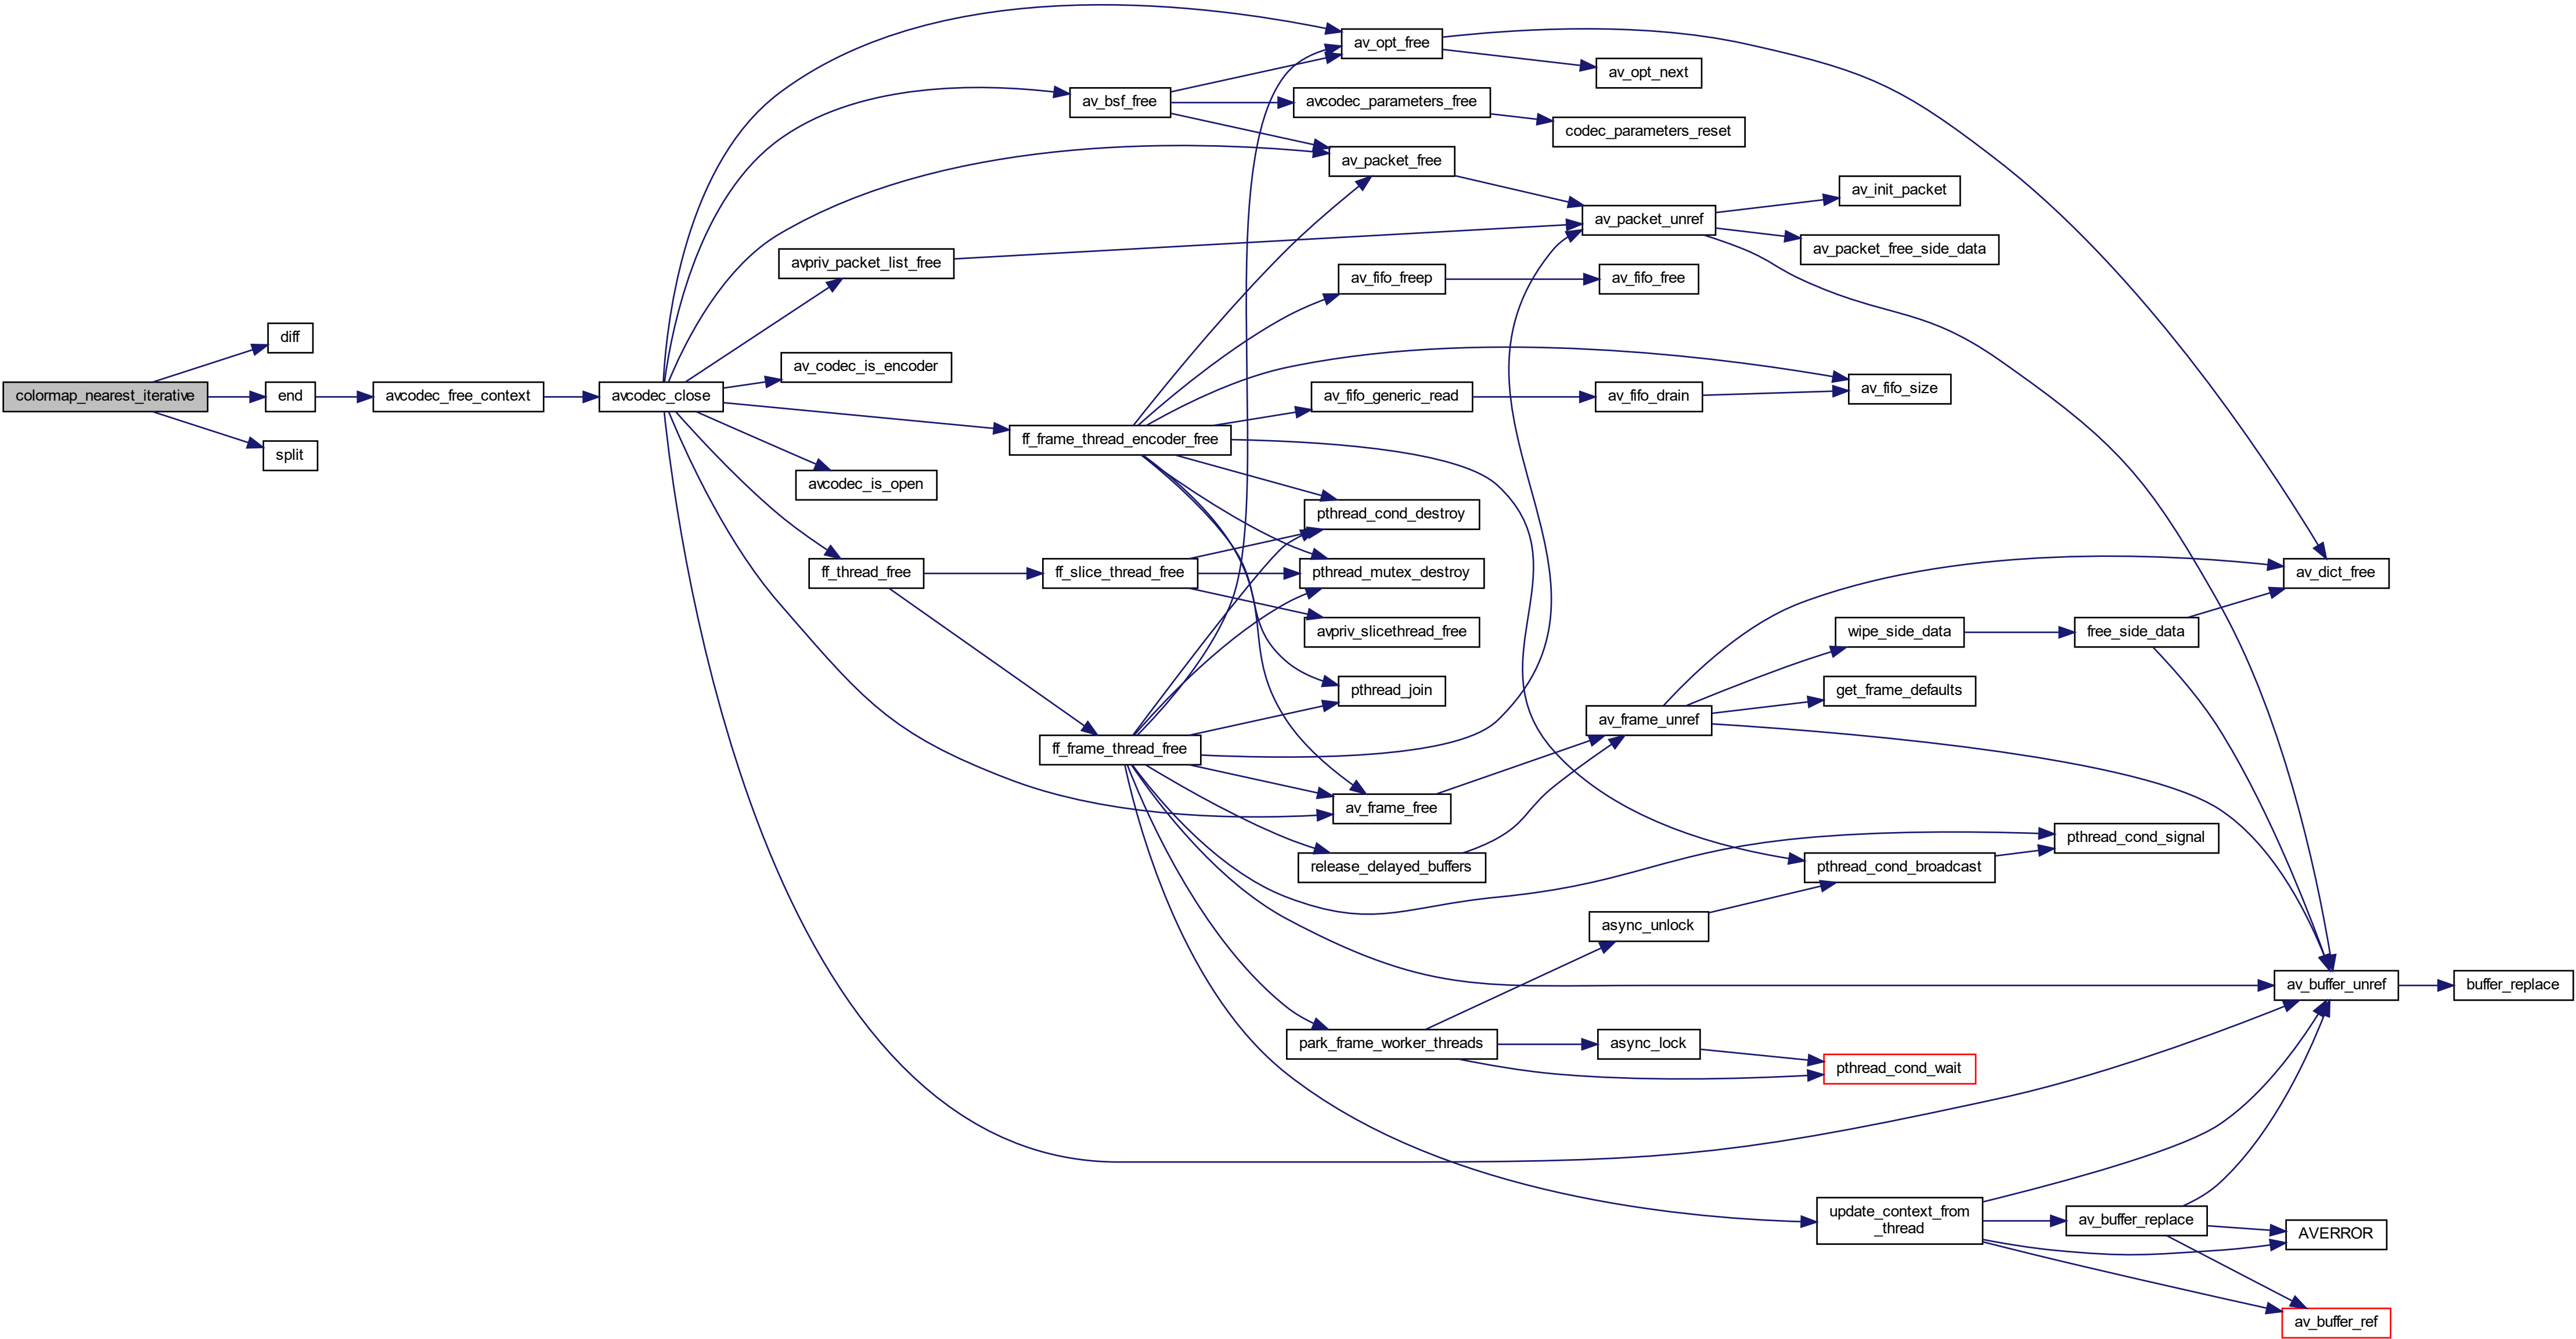 colormap_nearest_iterative
diff
end
split
avcodec_free_context
avcodec_close
av_bsf_free
avpriv_packet_list_free
av_codec_is_encoder
ff_frame_thread_encoder_free
avcodec_is_open
ff_thread_free
ff_slice_thread_free
ff_frame_thread_free
av_opt_free
avcodec_parameters_free
av_packet_free
av_fifo_freep
av_fifo_generic_read
pthread_cond_destroy
pthread_mutex_destroy
avpriv_slicethread_free
pthread_join
av_frame_free
release_delayed_buffers
park_frame_worker_threads
av_opt_next
codec_parameters_reset
av_packet_unref
av_fifo_free
av_fifo_drain
av_frame_unref
async_unlock
async_lock
av_init_packet
av_packet_free_side_data
av_fifo_size
wipe_side_data
get_frame_defaults
pthread_cond_broadcast
pthread_cond_wait
update_context_from
_thread
free_side_data
pthread_cond_signal
av_buffer_replace
av_dict_free
av_buffer_unref
AVERROR
av_buffer_ref
buffer_replace